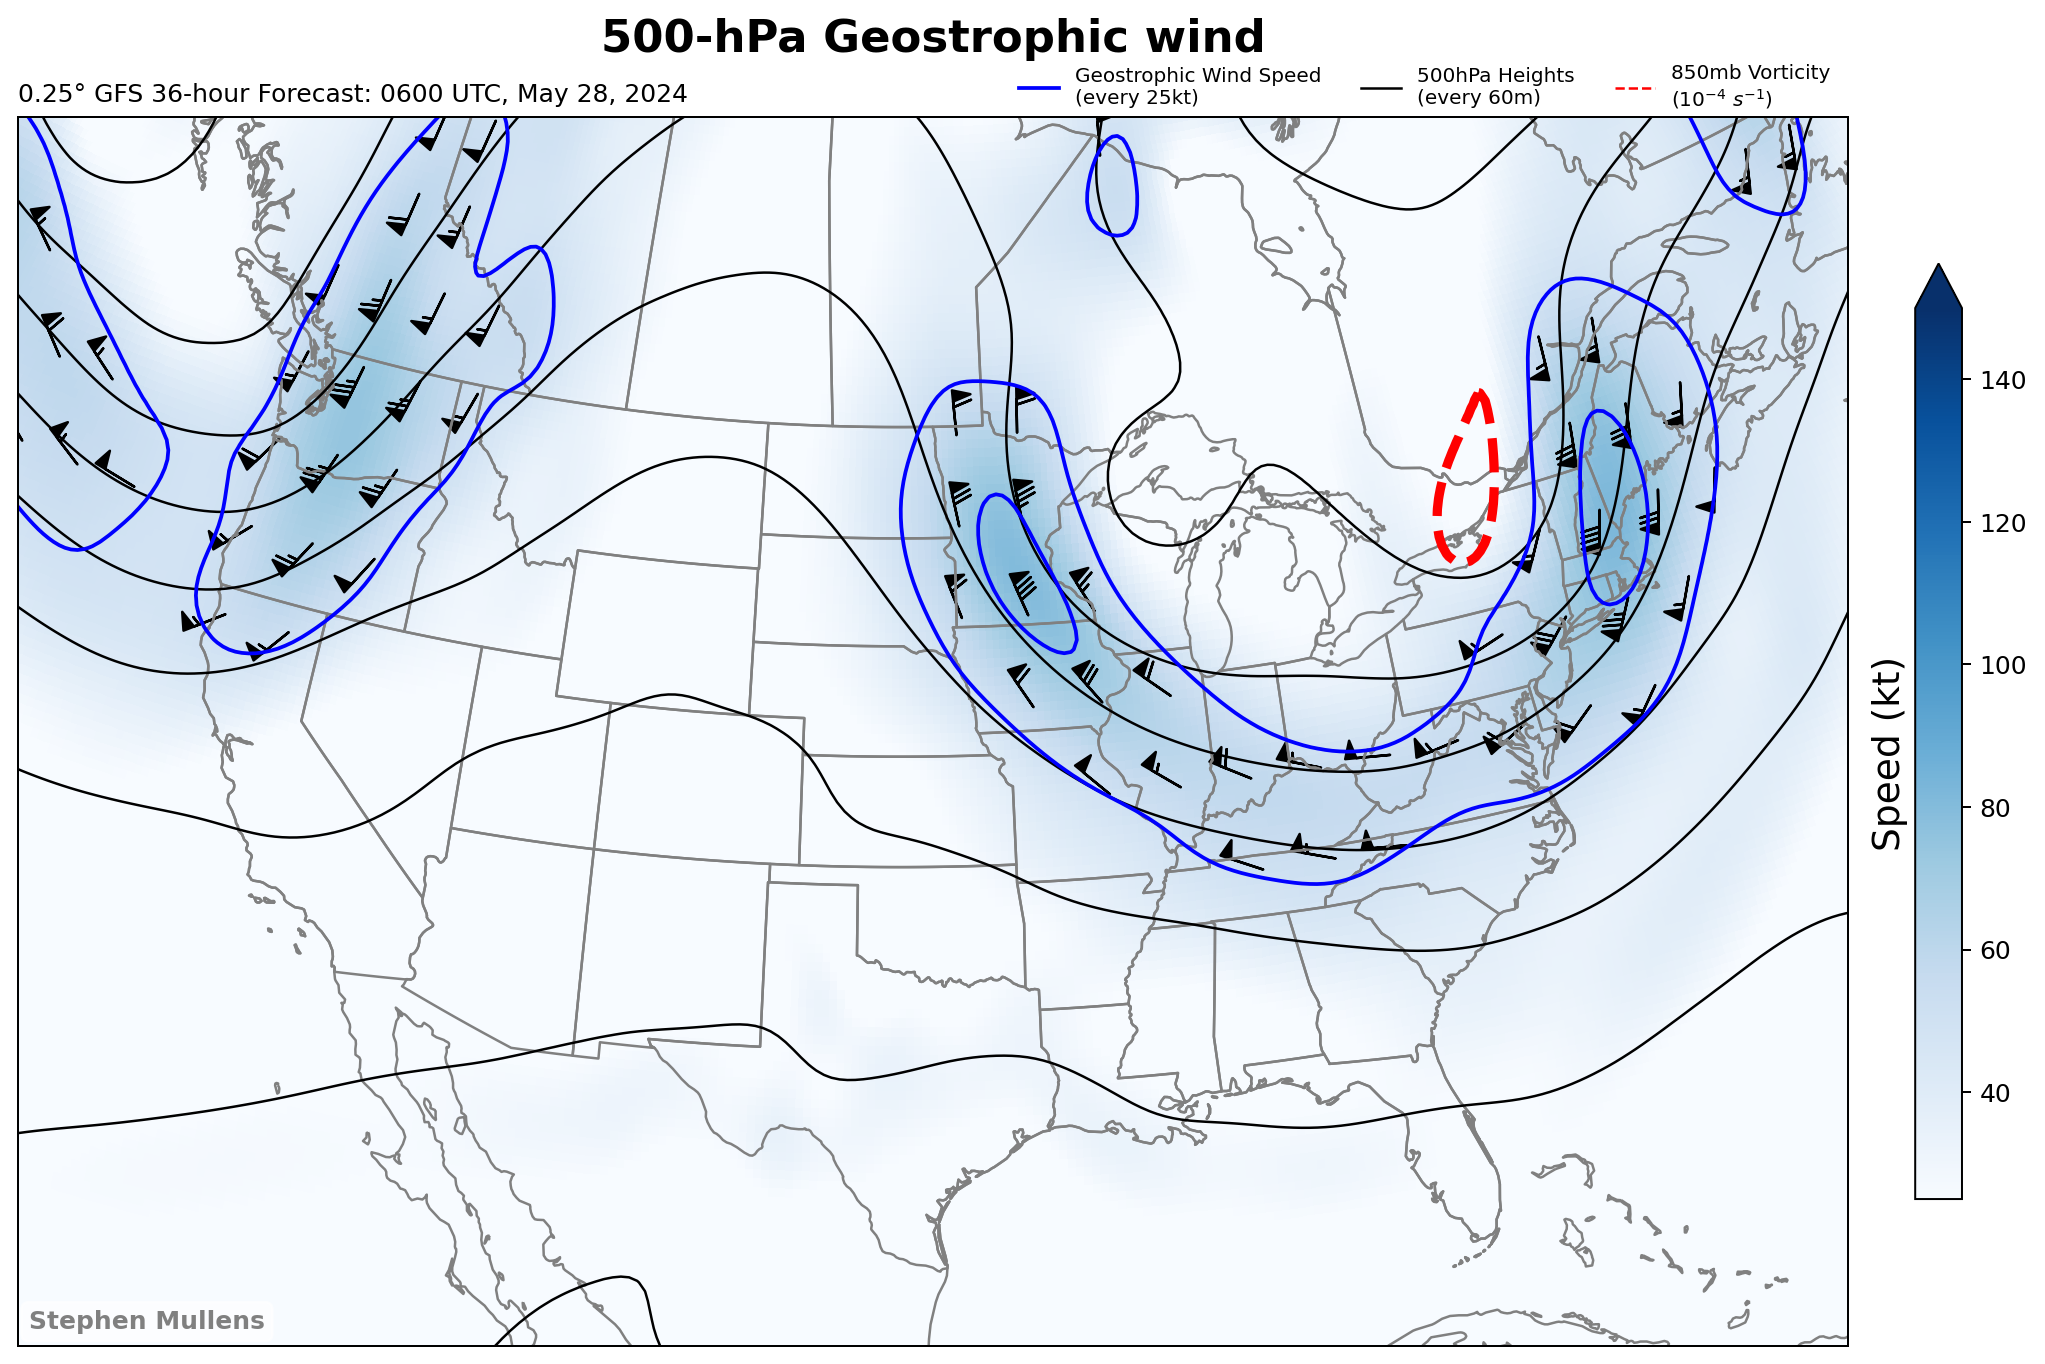 500-hPa Geostrophic wind
0.25° GFS 36-hour Forecast: 0600 UTC, May 28, 2024
Geostrophic Wind Speed
(every 25kt)
500hPa Heights
(every 60m)
850mb Vorticity
(10⁻⁴ s⁻¹)
140
120
100
80
60
40
Speed (kt)
Stephen Mullens